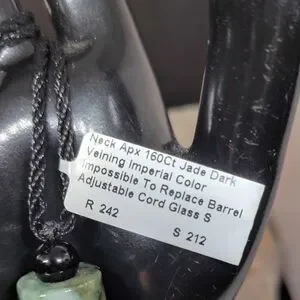 Neck Apx 160Ct Jade Dark
Veining Imperial Color
Impossible To Replace Barrel
Adjustable Cord Glass S
R 242
S 212